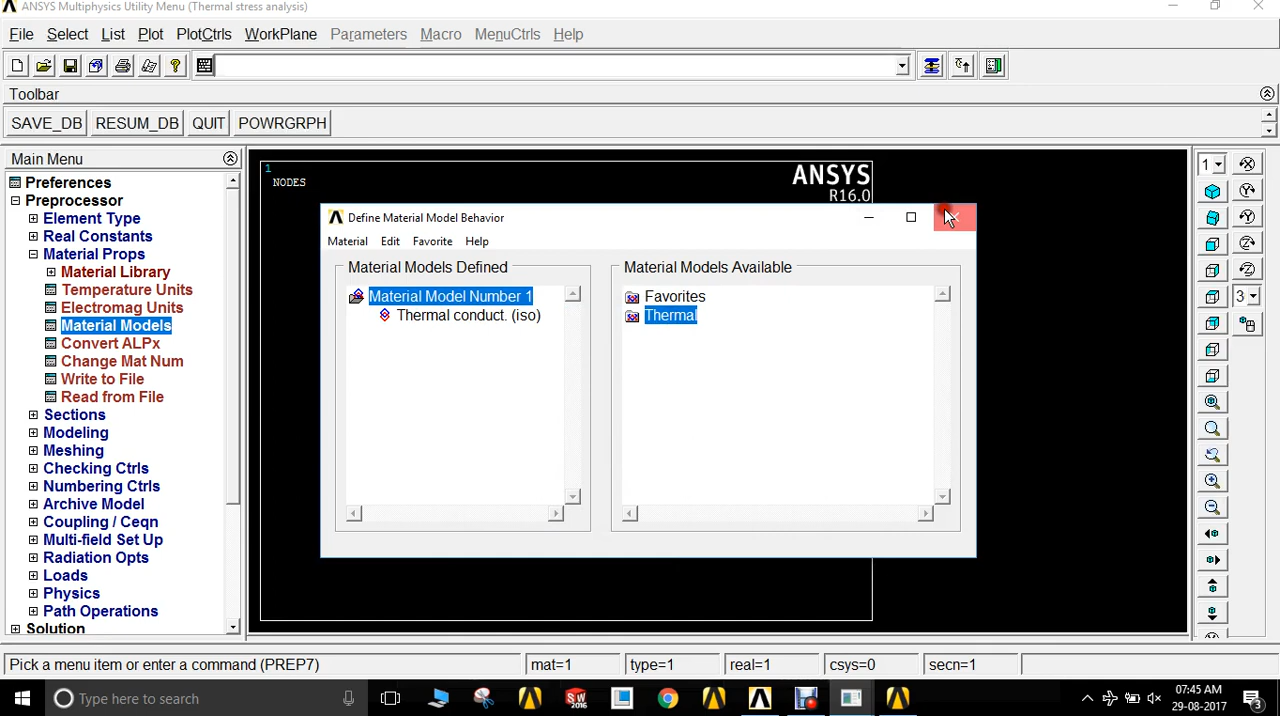 ANSYS Multiphysics Utility Menu (Thermal stress analysis)
File Select List Plot PlotCtrls WorkPlane Parameters Macro MenuCtrls Help
Toolbar
SAVE_DB RESUM_DB QUIT POWRGRPH
Main Menu
Preferences
Preprocessor
Element Type
Real Constants
Material Props
Material Library
Temperature Units
Electromag Units
Material Models
Convert ALPx
Change Mat Num
Write to File
Read from File
Sections
Modeling
Meshing
Checking Ctrls
Numbering Ctrls
Archive Model
Coupling / Ceqn
Multi-field Set Up
Radiation Opts
Loads
Physics
Path Operations
Solution
1
NODES
ANSYS
R16.0
Define Material Model Behavior
Material Edit Favorite Help
Material Models Defined
Material Model Number 1
Thermal conduct. (iso)
Material Models Available
Favorites
Thermal
1
3
Pick a menu item or enter a command (PREP7) mat=1 type=1 real=1 csys=0 secn=1
Type here to search
SW
2016
07:45 AM
29-08-2017
3